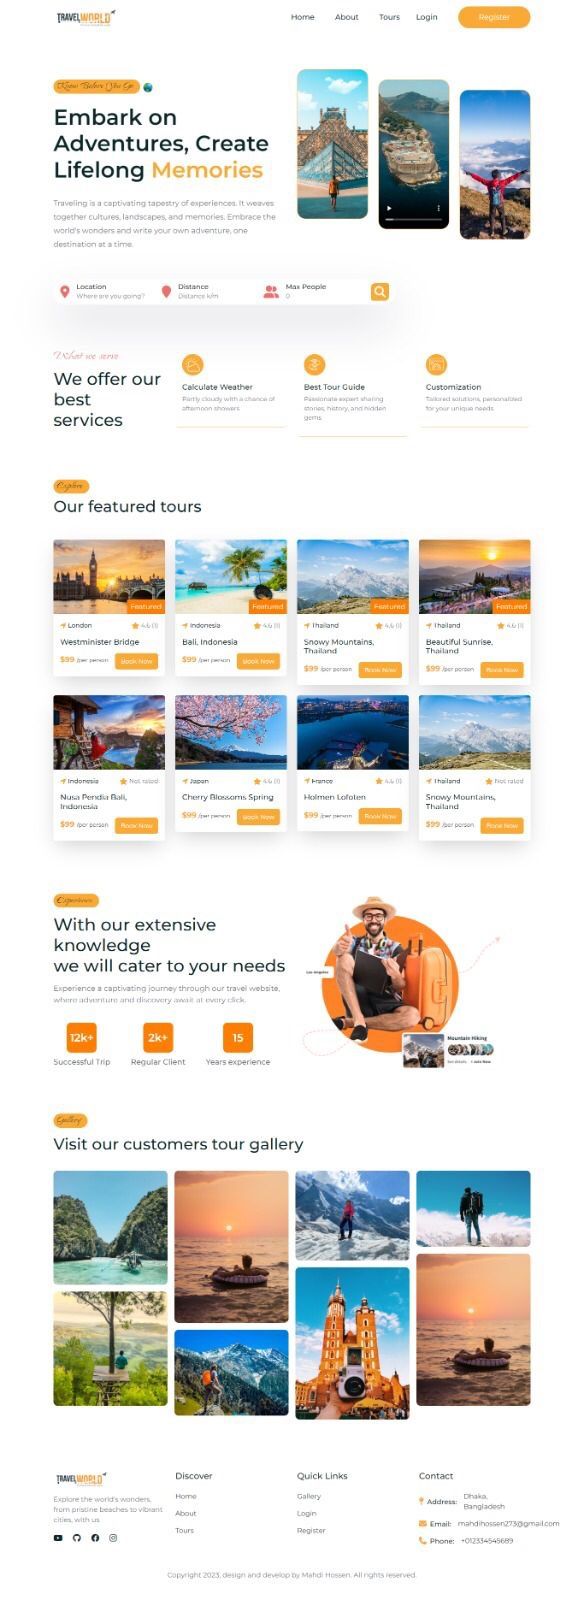 TRAVELWORLD
Home About Tours Login Register
Know Before You Go
Embark on
Adventures, Create
Lifelong Memories
Traveling is a captivating tapestry of experiences. It weaves
together cultures, landscapes, and memories. Embrace the
world's wonders and write your own adventure, one
destination at a time.
Location Distance Max People
Where are you going? Distance k/m 0
What we serve
We offer our
best
services
Calculate Weather
Partly cloudy with a chance of
afternoon showers
Best Tour Guide
Passionate expert sharing
stories, history, and hidden
gems
Customization
Tailored solutions, personalized
for your unique needs
Explore
Our featured tours
Featured Featured Featured Featured
London 4.6 (1)
Westminister Bridge
$99 /per person Book Now
Indonesia 4.6 (1)
Bali, Indonesia
$99 /per person Book Now
Thailand 4.6 (1)
Snowy Mountains,
Thailand
$99 /per person Book Now
Thailand 4.6 (1)
Beautiful Sunrise,
Thailand
$99 /per person Book Now
Indonesia Not rated
Nusa Pendia Bali,
Indonesia
$99 /per person Book Now
Japan 4.6 (1)
Cherry Blossoms Spring
$99 /per person Book Now
France 4.6 (1)
Holmen Lofoten
$99 /per person Book Now
Thailand Not rated
Snowy Mountains,
Thailand
$99 /per person Book Now
Experience
With our extensive
knowledge
we will cater to your needs
Experience a captivating journey through our travel website,
where adventure and discovery await at every click.
12k+ 2k+ 15
Successful Trip Regular Client Years experience
Los Angeles
Mountain Hiking
See details + Join Now
Gallery
Visit our customers tour gallery
TRAVELWORLD
Explore the world's wonders,
from pristine beaches to vibrant
cities, with us
Discover
Home
About
Tours
Quick Links
Gallery
Login
Register
Contact
Address: Dhaka,
Bangladesh
Email: mahdihossen273@gmail.com
Phone: +012334545689
Copyright 2023, design and develop by Mahdi Hossen. All rights reserved.